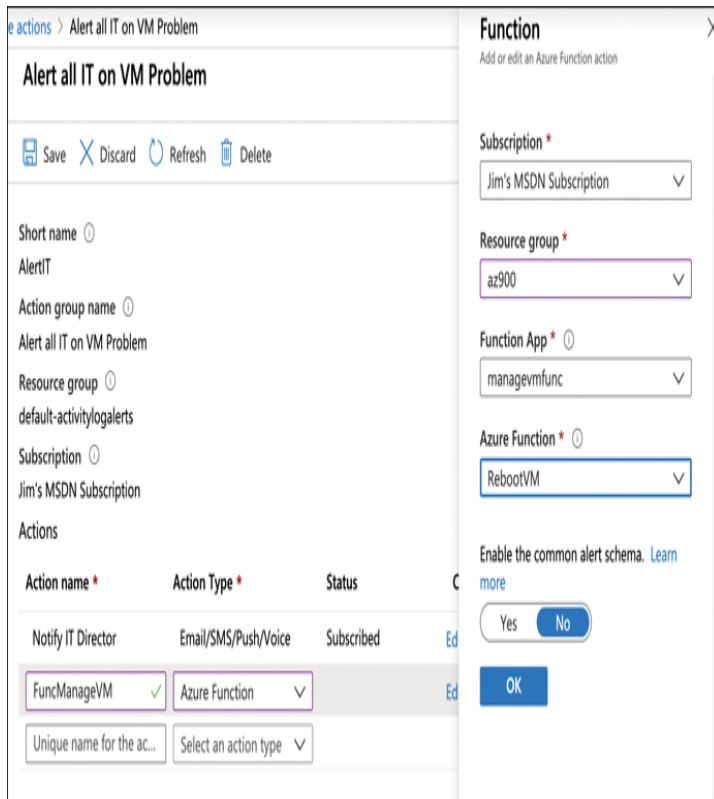 e actions > Alert all IT on VM Problem
Alert all IT on VM Problem
Save Discard Refresh Delete
Short name
AlertIT
Action group name
Alert all IT on VM Problem
Resource group
default-activitylogalerts
Subscription
Jim's MSDN Subscription
Actions
Action name * Action Type * Status C
Notify IT Director Email/SMS/Push/Voice Subscribed Ed
FuncManageVM Azure Function Ed
Unique name for the ac... Select an action type
Function
Add or edit an Azure Function action
Subscription *
Jim's MSDN Subscription
Resource group *
az900
Function App *
managevmfunc
Azure Function *
RebootVM
Enable the common alert schema. Learn
more
Yes No
OK